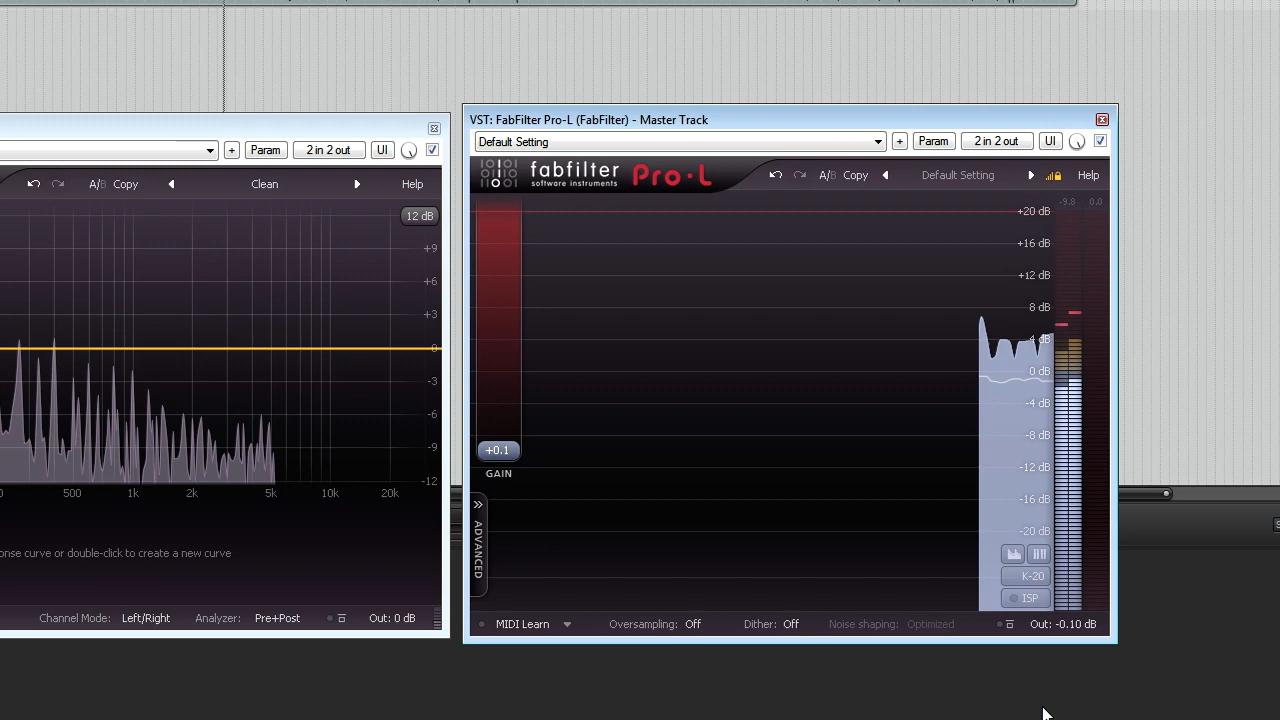 + Param 2 in 2 out UI
A/B Copy Clean Help
12 dB
+9
+6
+3
0
-3
-6
-9
-12
0 500 1k 2k 5k 10k 20k
onse curve or double-click to create a new curve
Channel Mode: Left/Right Analyzer: Pre+Post Out: 0 dB
VST: FabFilter Pro-L (FabFilter) - Master Track
Default Setting + Param 2 in 2 out UI
fabfilter
software instruments
Pro·L
A/B Copy Default Setting Help
-9.8 0.0
+20 dB
+16 dB
+12 dB
8 dB
4 dB
0 dB
-4 dB
-8 dB
-12 dB
-16 dB
-20 dB
+0.1
GAIN
ADVANCED
K-20
ISP
MIDI Learn Oversampling: Off Dither: Off Noise shaping: Optimized Out: -0.10 dB
S